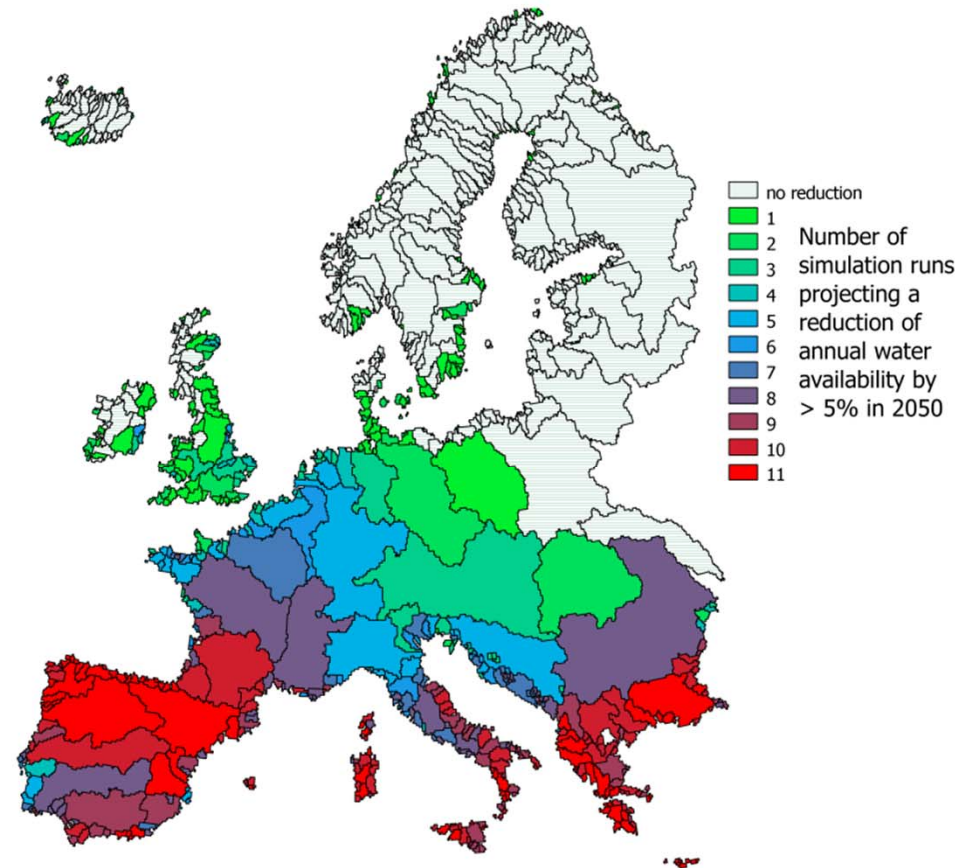 no reduction
1
2
3
4
5
6
7
8
9
10
11
Number of
simulation runs
projecting a
reduction of
annual water
availability by
> 5% in 2050